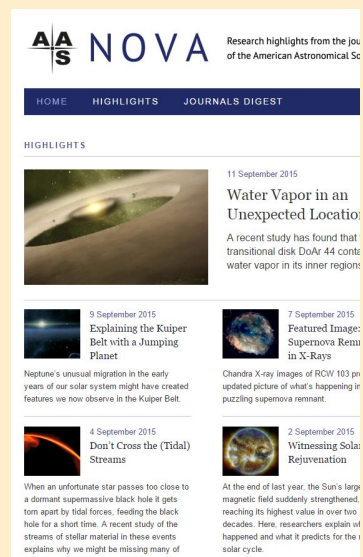 AAS NOVA
Research highlights from the jou
of the American Astronomical So
HOME HIGHLIGHTS JOURNALS DIGEST
HIGHLIGHTS
11 September 2015
Water Vapor in an
Unexpected Locatio
A recent study has found that
transitional disk DoAr 44 conta
water vapor in its inner regions
9 September 2015
Explaining the Kuiper
Belt with a Jumping
Planet
Neptune's unusual migration in the early
years of our solar system might have created
features we now observe in the Kuiper Belt.
7 September 2015
Featured Image:
Supernova Remn
in X-Rays
Chandra X-ray images of RCW 103 pr
updated picture of what's happening in
puzzling supernova remnant.
4 September 2015
Don't Cross the (Tidal)
Streams
When an unfortunate star passes too close to
a dormant supermassive black hole it gets
torn apart by tidal forces, feeding the black
hole for a short time. A recent study of the
streams of stellar material in these events
explains why we might be missing many of
2 September 2015
Witnessing Solar
Rejuvenation
At the end of last year, the Sun's large
magnetic field suddenly strengthened,
reaching its highest value in over two
decades. Here, researchers explain wh
happened and what it predicts for the
solar cycle.